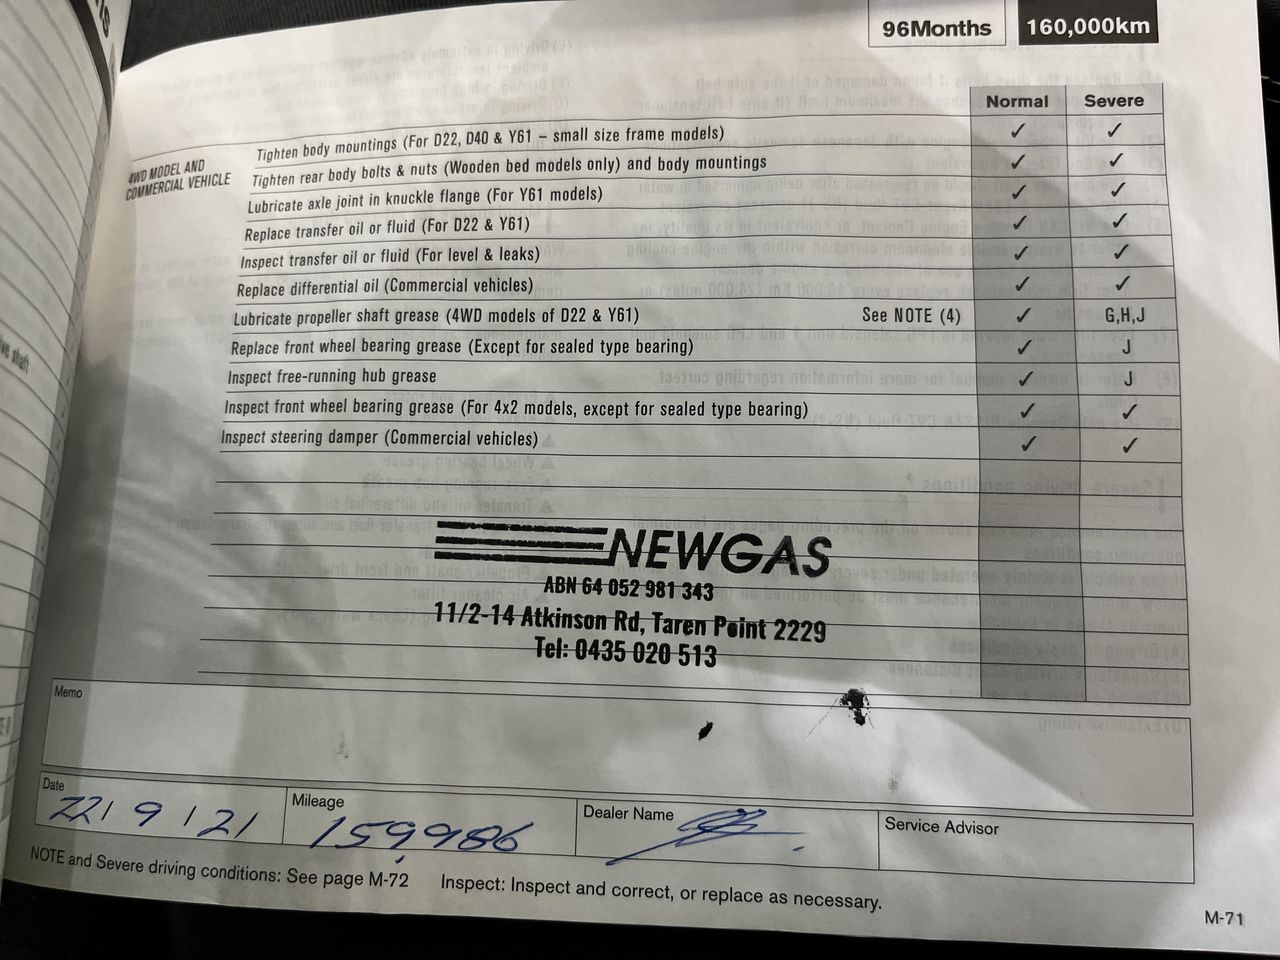 96Months 160,000km
Normal Severe
4WD MODEL AND
COMMERCIAL VEHICLE
Tighten body mountings (For D22, D40 & Y61 – small size frame models) ✓ ✓
Tighten rear body bolts & nuts (Wooden bed models only) and body mountings ✓ ✓
Lubricate axle joint in knuckle flange (For Y61 models) ✓ ✓
Replace transfer oil or fluid (For D22 & Y61) ✓ ✓
Inspect transfer oil or fluid (For level & leaks) ✓ ✓
Replace differential oil (Commercial vehicles) ✓ ✓
Lubricate propeller shaft grease (4WD models of D22 & Y61) See NOTE (4) ✓ G,H,J
Replace front wheel bearing grease (Except for sealed type bearing) ✓ J
Inspect free-running hub grease ✓ J
Inspect front wheel bearing grease (For 4x2 models, except for sealed type bearing) ✓ ✓
Inspect steering damper (Commercial vehicles) ✓ ✓
NEWGAS
ABN 64 052 981 343
11/2-14 Atkinson Rd, Taren Point 2229
Tel: 0435 020 513
Memo
Date Mileage Dealer Name Service Advisor
22/9/21 159,986
NOTE and Severe driving conditions: See page M-72 Inspect: Inspect and correct, or replace as necessary.
M-71